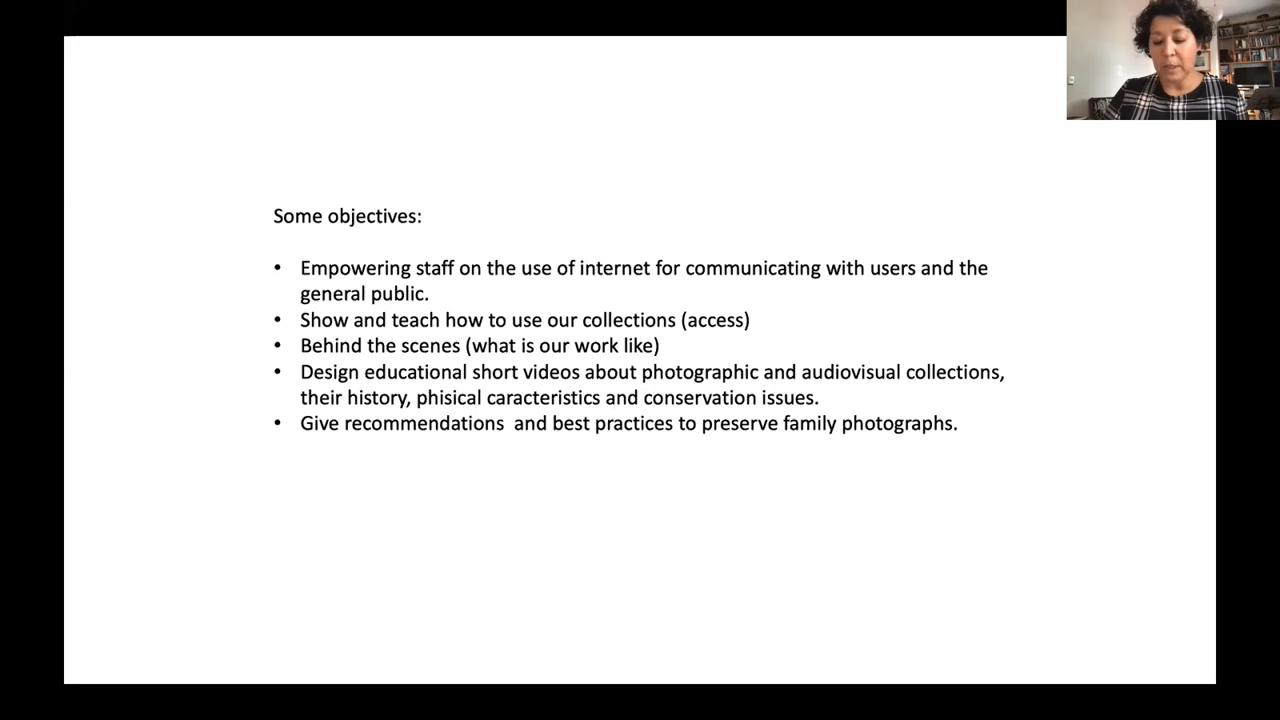 Some objectives:
• Empowering staff on the use of internet for communicating with users and the
general public.
• Show and teach how to use our collections (access)
• Behind the scenes (what is our work like)
• Design educational short videos about photographic and audiovisual collections,
their history, phisical caracteristics and conservation issues.
• Give recommendations  and best practices to preserve family photographs.